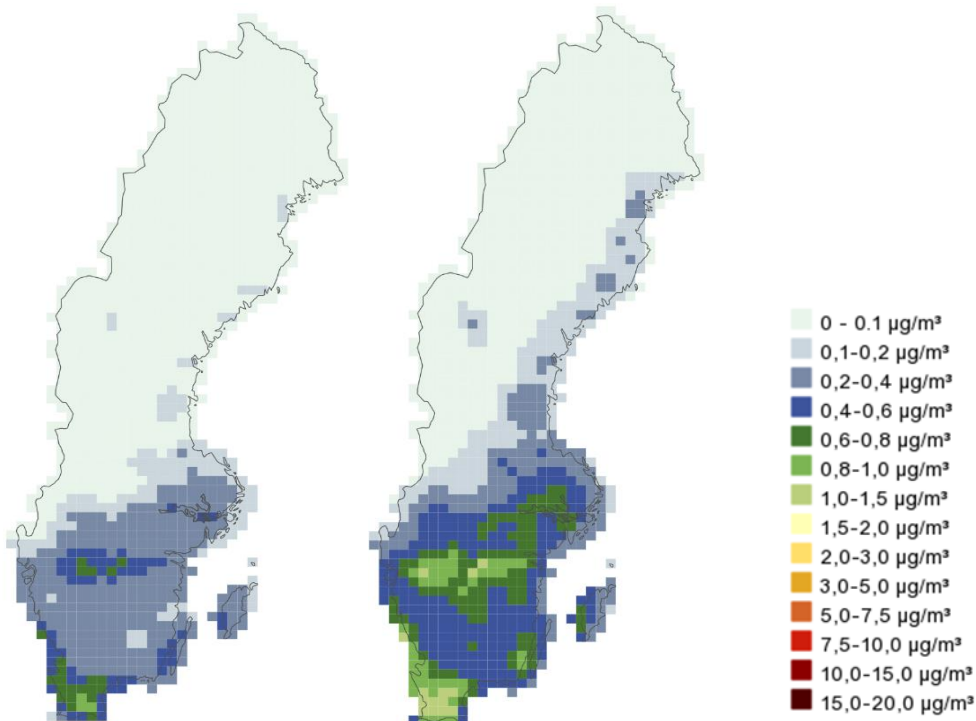 0 - 0.1 µg/m³
0,1-0,2 µg/m³
0,2-0,4 µg/m³
0,4-0,6 µg/m³
0,6-0,8 µg/m³
0,8-1,0 µg/m³
1,0-1,5 µg/m³
1,5-2,0 µg/m³
2,0-3,0 µg/m³
3,0-5,0 µg/m³
5,0-7,5 µg/m³
7,5-10,0 µg/m³
10,0-15,0 µg/m³
15,0-20,0 µg/m³